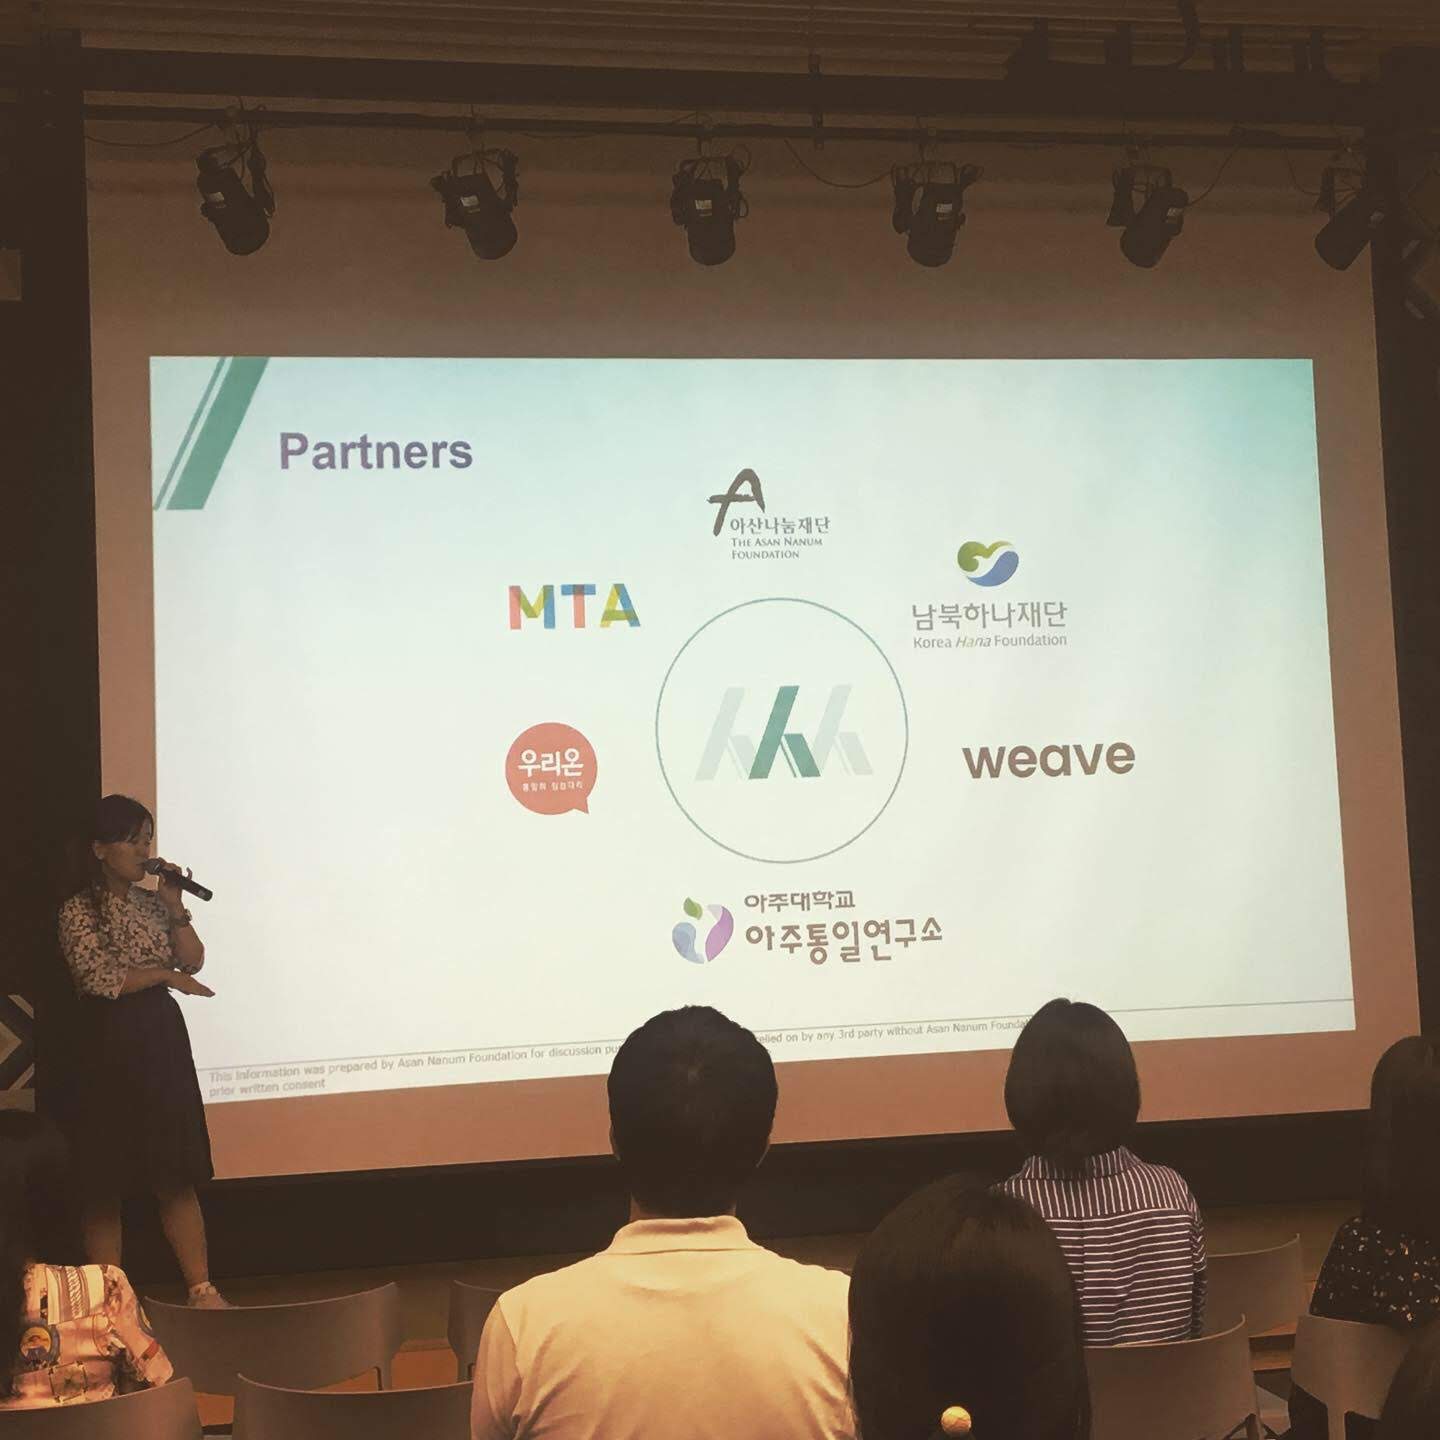 Partners
아산나눔재단
THE ASAN NANUM
FOUNDATION
MTA
남북하나재단
Korea Hana Foundation
우리온
weave
아주대학교
아주통일연구소
This information was prepared by Asan Nanum Foundation for discussion relied on by any 3rd party without Asan Nanum
prior written consent